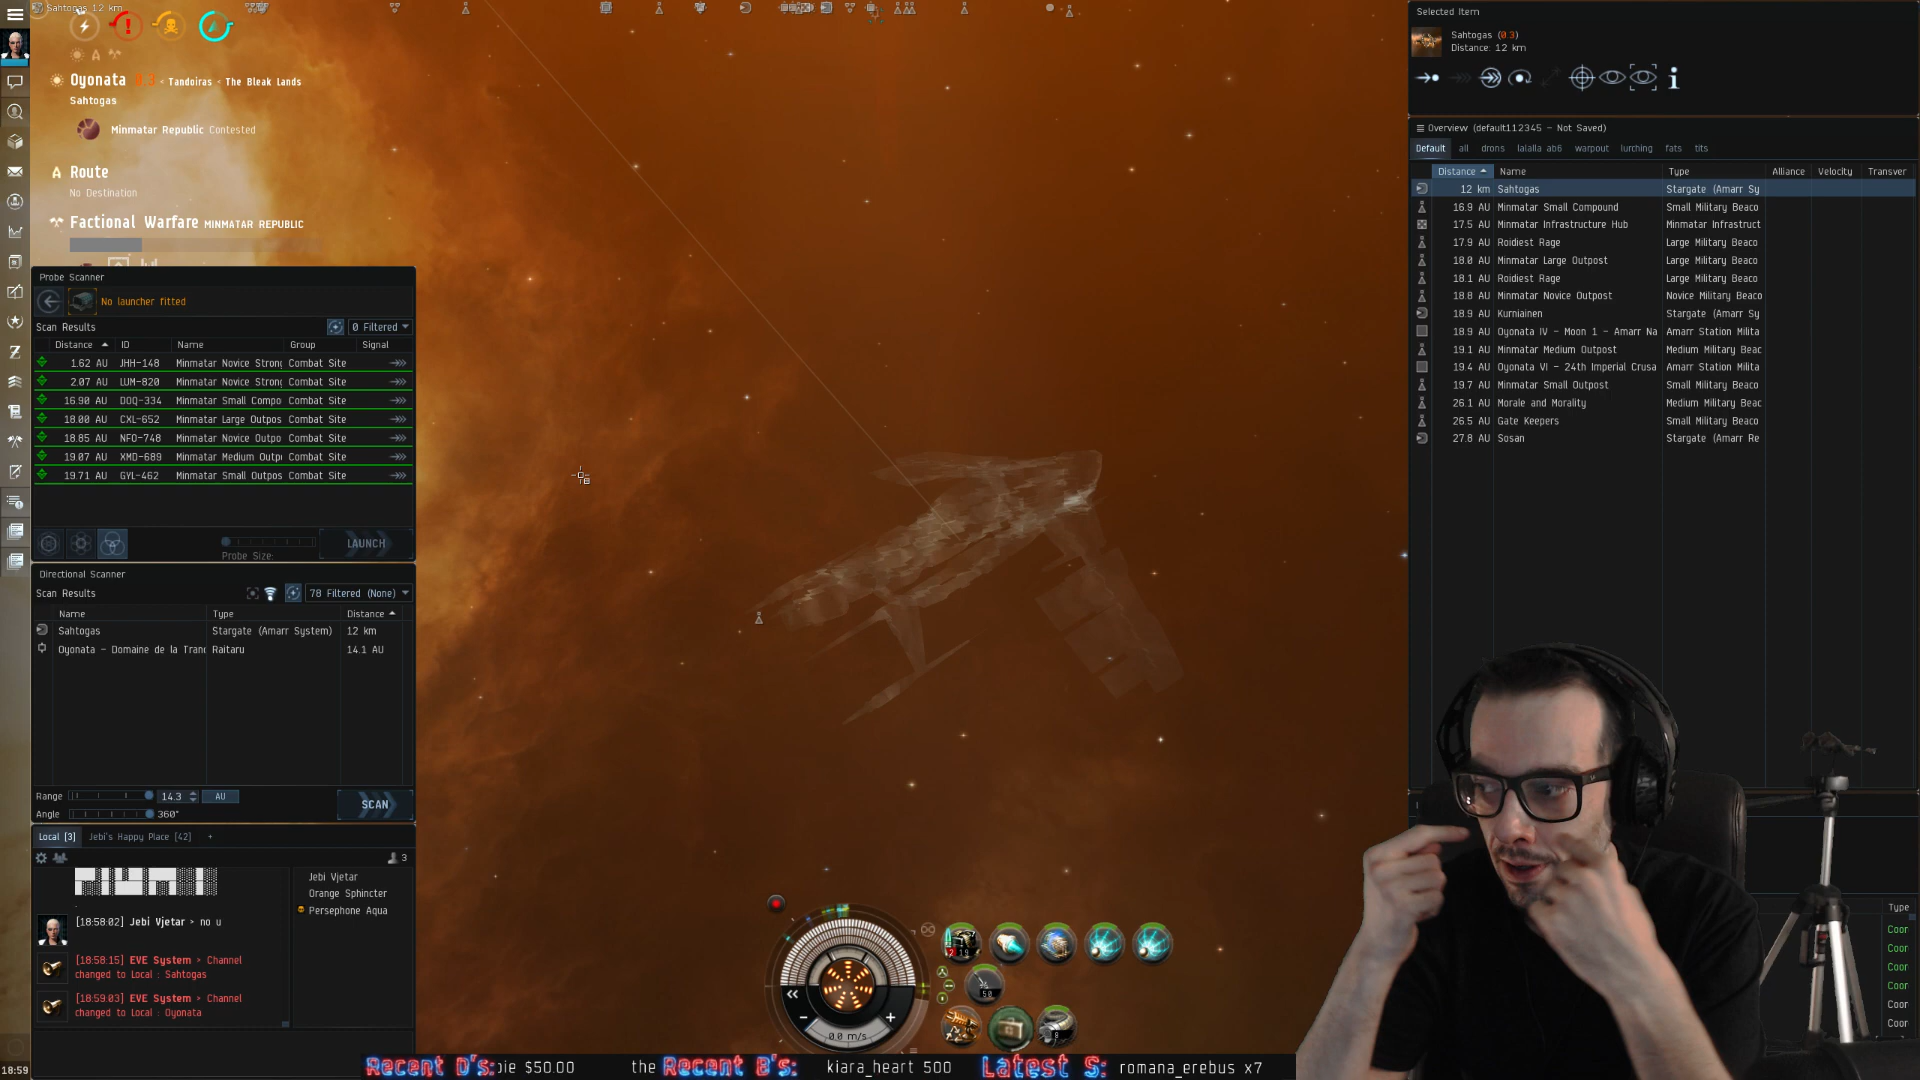 Sahtogas 12 km
Oyonata 0.3 < Tandoiras < The Bleak Lands
Sahtogas
Minmatar Republic Contested
Route
No Destination
Factional Warfare MINMATAR REPUBLIC
Probe Scanner
No launcher fitted
Scan Results
0 Filtered
Distance ID Name Group Signal
1.62 AU JHH-148 Minmatar Novice Strong Combat Site
2.07 AU LUM-820 Minmatar Novice Strong Combat Site
16.90 AU DOQ-334 Minmatar Small Compo Combat Site
18.00 AU CXL-652 Minmatar Large Outpos Combat Site
18.85 AU NFO-748 Minmatar Novice Outpo Combat Site
19.07 AU XMD-689 Minmatar Medium Outp Combat Site
19.71 AU GYL-462 Minmatar Small Outpos Combat Site
LAUNCH
Probe Size:
Directional Scanner
Scan Results
78 Filtered (None)
Name Type Distance
Sahtogas Stargate (Amarr System) 12 km
Oyonata - Domaine de la Tranc Raitaru 14.1 AU
Range 14.3 AU
SCAN
Angle 360°
Local [3] Jebi's Happy Place [42] +
3
Jebi Vjetar
Orange Sphincter
Persephone Aqua
[18:58:02] Jebi Vjetar > no u
[18:58:15] EVE System > Channel
changed to Local : Sahtogas
[18:59:03] EVE System > Channel
changed to Local : Oyonata
18:59
50
0.0 m/s
8
Recent D's: oie $50.00
the Recent B's: kiara_heart 500
Latest S: romana_erebus x7
Selected Item
Sahtogas (0.3)
Distance: 12 km
Overview (default112345 - Not Saved)
Default all drons lalalla ab6 warpout lurching fats tits
Distance Name Type Alliance Velocity Transver
12 km Sahtogas Stargate (Amarr Sy
16.9 AU Minmatar Small Compound Small Military Beaco
17.5 AU Minmatar Infrastructure Hub Minmatar Infrastruct
17.9 AU Roidiest Rage Large Military Beaco
18.0 AU Minmatar Large Outpost Large Military Beaco
18.1 AU Roidiest Rage Large Military Beaco
18.8 AU Minmatar Novice Outpost Novice Military Beaco
18.9 AU Kurniainen Stargate (Amarr Sy
18.9 AU Oyonata IV - Moon 1 - Amarr Na Amarr Station Milita
19.1 AU Minmatar Medium Outpost Medium Military Beac
19.4 AU Oyonata VI - 24th Imperial Crusa Amarr Station Milita
19.7 AU Minmatar Small Outpost Small Military Beaco
26.1 AU Morale and Morality Medium Military Beac
26.5 AU Gate Keepers Small Military Beaco
27.8 AU Sosan Stargate (Amarr Re
Type
Coor
Coor
Coor
Coor
Coor
Coor